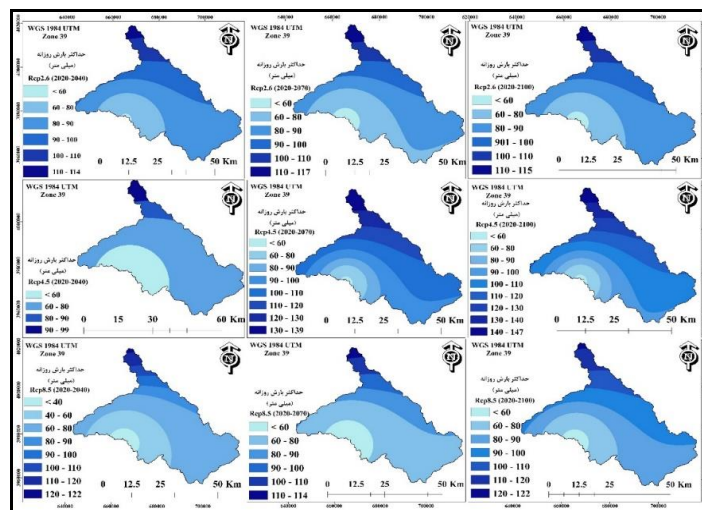 640000 660000 680000 700000
WGS 1984 UTM
Zone 39
N
حداکثر بارش روزانه
(میلی متر)
Rcp2.6 (2020-2040)
< 60
60 - 80
80 - 90
90 - 100
100 - 110
110 - 114
0 12.5 25 50 Km
WGS 1984 UTM
Zone 39
N
حداکثر بارش روزانه
(میلی متر)
Rcp2.6 (2020-2070)
< 60
60 - 80
80 - 90
90 - 100
100 - 110
110 - 117
0 12.5 25 50 Km
WGS 1984 UTM
Zone 39
N
حداکثر بارش روزانه
(میلی متر)
Rcp2.6 (2020-2100)
< 60
60 - 80
80 - 90
901 - 100
100 - 110
110 - 115
0 12.5 25 50 Km
WGS 1984 UTM
Zone 39
N
حداکثر بارش روزانه
(میلی متر)
Rcp4.5 (2020-2040)
< 60
60 - 80
80 - 90
90 - 99
0 15 30 60 Km
WGS 1984 UTM
Zone 39
N
حداکثر بارش روزانه
(میلی متر)
Rcp4.5 (2020-2070)
< 60
60 - 80
80 - 90
90 - 100
100 - 110
110 - 120
120 - 130
130 - 139
0 12.5 25 50 Km
WGS 1984 UTM
Zone 39
N
حداکثر بارش روزانه
(میلی متر)
Rcp4.5 (2020-2100)
< 60
60 - 80
80 - 90
90 - 100
100 - 110
110 - 120
120 - 130
130 - 140
140 - 147
0 12.5 25 50 Km
WGS 1984 UTM
Zone 39
N
حداکثر بارش روزانه
(میلی متر)
Rcp8.5 (2020-2040)
< 40
40 - 60
60 - 80
80 - 90
90 - 100
100 - 110
110 - 120
120 - 122
0 12.5 25 50 Km
WGS 1984 UTM
Zone 39
N
حداکثر بارش روزانه
(میلی متر)
Rcp8.5 (2020-2070)
< 60
60 - 80
80 - 90
90 - 100
100 - 110
110 - 114
0 12.5 25 50 Km
WGS 1984 UTM
Zone 39
N
حداکثر بارش روزانه
(میلی متر)
Rcp8.5 (2020-2100)
< 60
60 - 80
80 - 90
90 - 100
100 - 110
110 - 120
120 - 122
0 12.5 25 50 Km
640000 660000 680000 700000